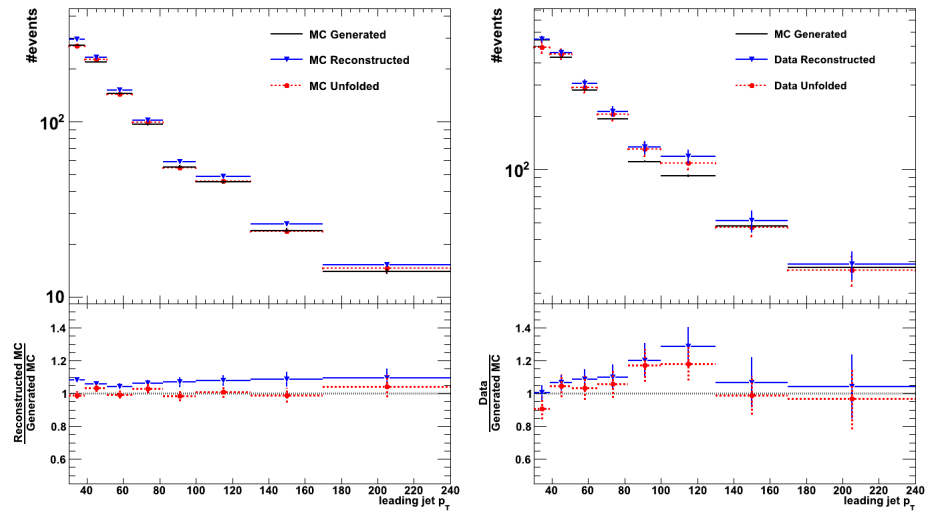 #events
10²
10
MC Generated
MC Reconstructed
MC Unfolded
Reconstructed MC
Generated MC
1.4
1.2
1
0.8
0.6
40 60 80 100 120 140 160 180 200 220 240
leading jet p_T
#events
10²
MC Generated
Data Reconstructed
Data Unfolded
Data
Generated MC
1.4
1.2
1
0.8
0.6
40 60 80 100 120 140 160 180 200 220 240
leading jet p_T